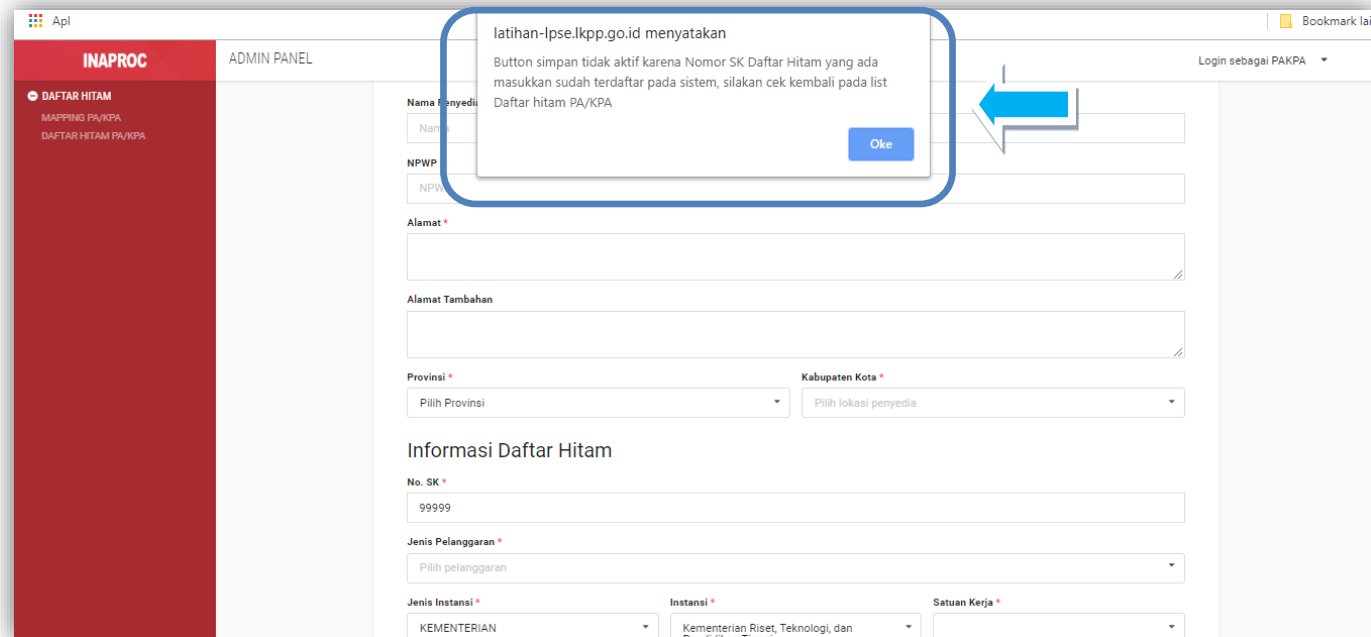 Apl
Bookmark lai
INAPROC
ADMIN PANEL
Login sebagai PAKPA
latihan-lpse.lkpp.go.id menyatakan
Button simpan tidak aktif karena Nomor SK Daftar Hitam yang ada
masukkan sudah terdaftar pada sistem, silakan cek kembali pada list
Daftar hitam PA/KPA
Oke
DAFTAR HITAM
MAPPING PA/KPA
DAFTAR HITAM PA/KPA
Nama Penyedia
Nama
NPWP
NPW
Alamat *
Alamat Tambahan
Provinsi *
Kabupaten Kota *
Pilih Provinsi
Pilih lokasi penyedia
Informasi Daftar Hitam
No. SK *
99999
Jenis Pelanggaran *
Pilih pelanggaran
Jenis Instansi *
Instansi *
Satuan Kerja *
KEMENTERIAN
Kementerian Riset, Teknologi, dan